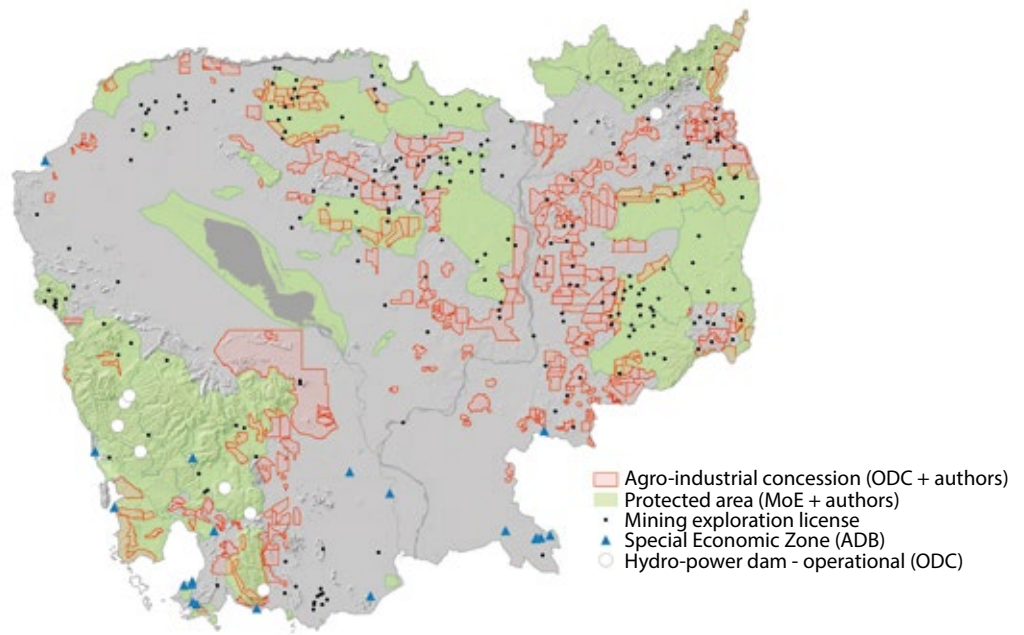 Agro-industrial concession (ODC + authors)
Protected area (MoE + authors)
Mining exploration license
Special Economic Zone (ADB)
Hydro-power dam - operational (ODC)